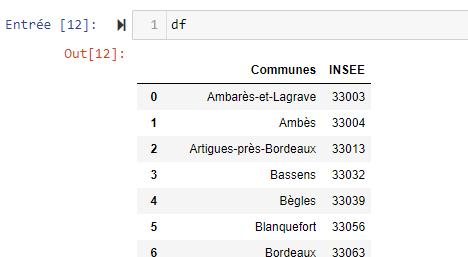 Entrée [12]: 1 df
Out[12]:
Communes INSEE
0 Ambarès-et-Lagrave 33003
1 Ambès 33004
2 Artigues-près-Bordeaux 33013
3 Bassens 33032
4 Bègles 33039
5 Blanquefort 33056
6 Bordeaux 33063